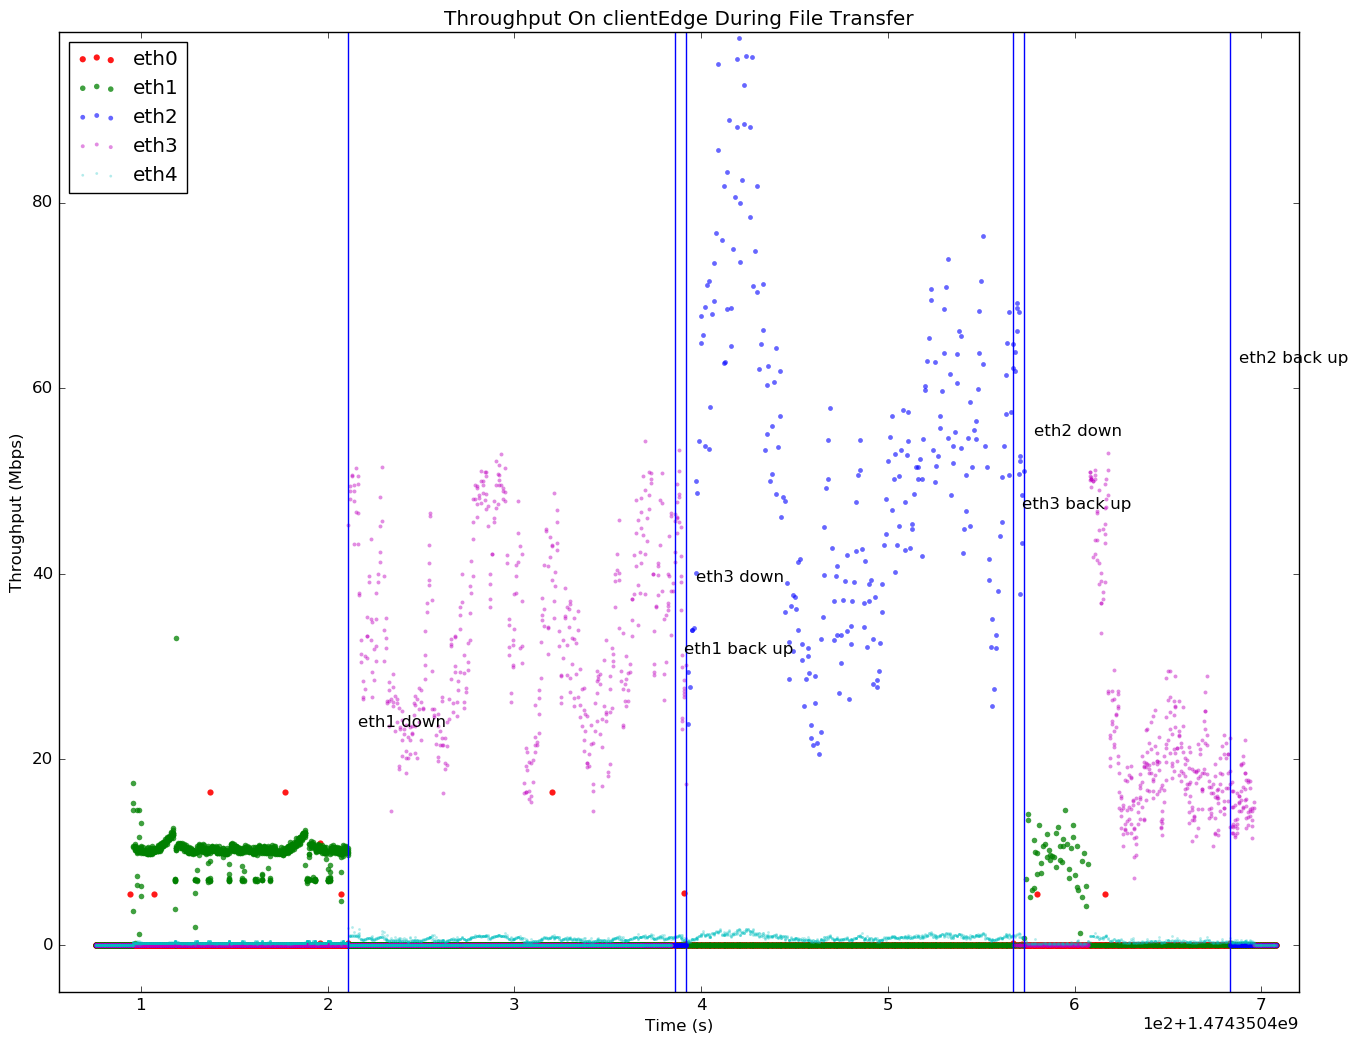 Throughput On clientEdge During File Transfer
eth0
eth1
eth2
eth3
eth4
Throughput (Mbps)
80
60
40
20
0
eth2 back up
eth2 down
eth3 back up
eth3 down
eth1 back up
eth1 down
1 2 3 4 5 6 7
Time (s)
1e2+1.4743504e9